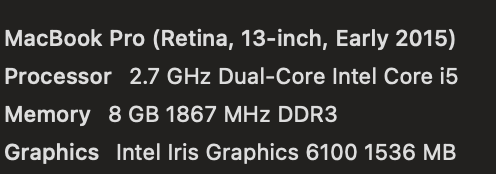 MacBook Pro (Retina, 13-inch, Early 2015)
Processor 2.7 GHz Dual-Core Intel Core i5
Memory 8 GB 1867 MHz DDR3
Graphics Intel Iris Graphics 6100 1536 MB